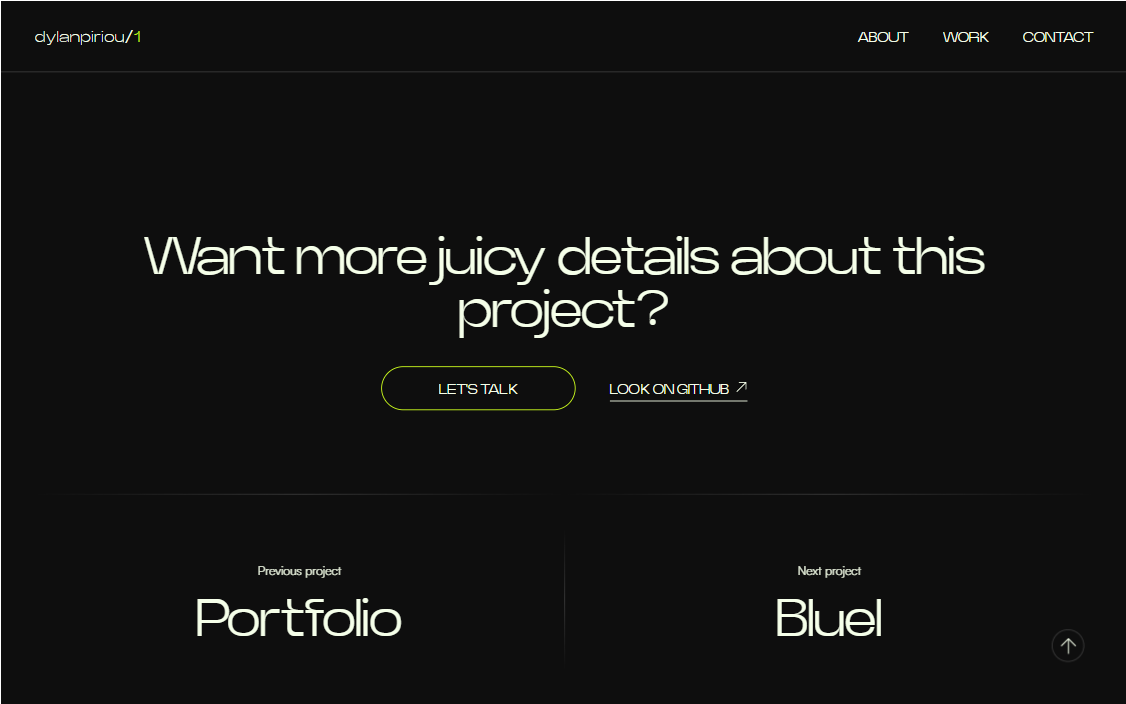 dylanpiriou/1
ABOUT WORK CONTACT
Want more juicy details about this
project?
LET'S TALK
LOOK ON GITHUB
Previous project
Portfolio
Next project
Bluel